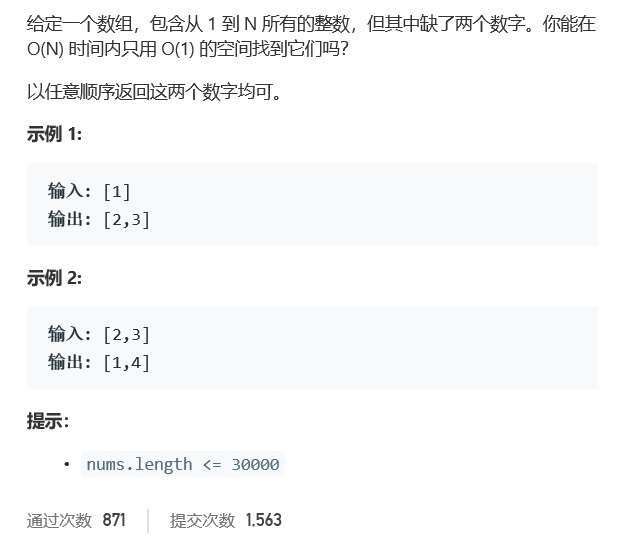 给定一个数组，包含从 1 到 N 所有的整数，但其中缺了两个数字。你能在
O(N) 时间内只用 O(1) 的空间找到它们吗？
以任意顺序返回这两个数字均可。
示例 1:
输入: [1]
输出: [2,3]
示例 2:
输入: [2,3]
输出: [1,4]
提示：
• nums.length <= 30000
通过次数 871 | 提交次数 1,563